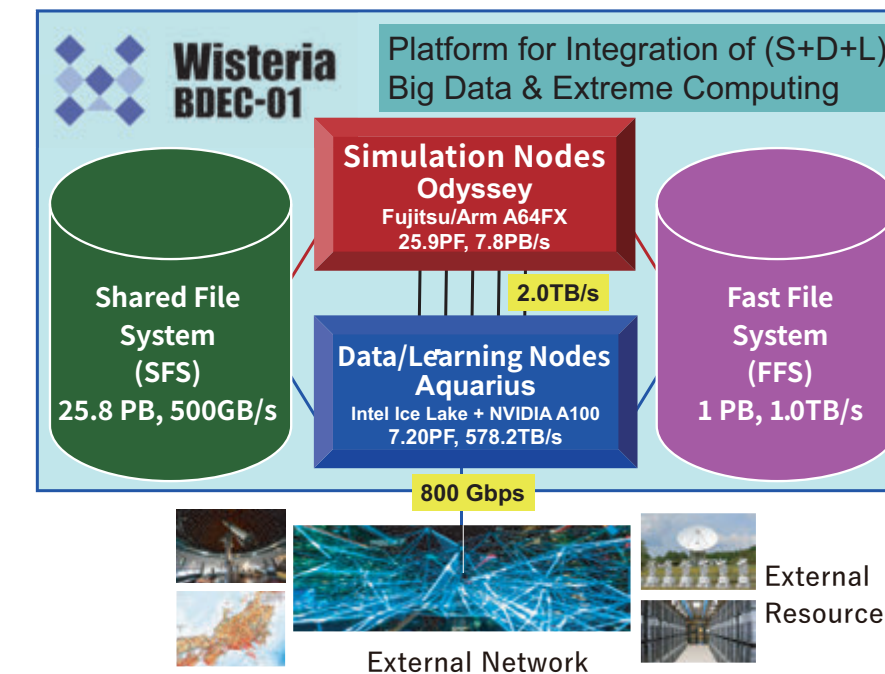 Wisteria
BDEC-01
Platform for Integration of (S+D+L)
Big Data & Extreme Computing
Simulation Nodes
Odyssey
Fujitsu/Arm A64FX
25.9PF, 7.8PB/s
2.0TB/s
Shared File
System
(SFS)
25.8 PB, 500GB/s
Data/Learning Nodes
Aquarius
Intel Ice Lake + NVIDIA A100
7.20PF, 578.2TB/s
Fast File
System
(FFS)
1 PB, 1.0TB/s
800 Gbps
External
Resource
External Network